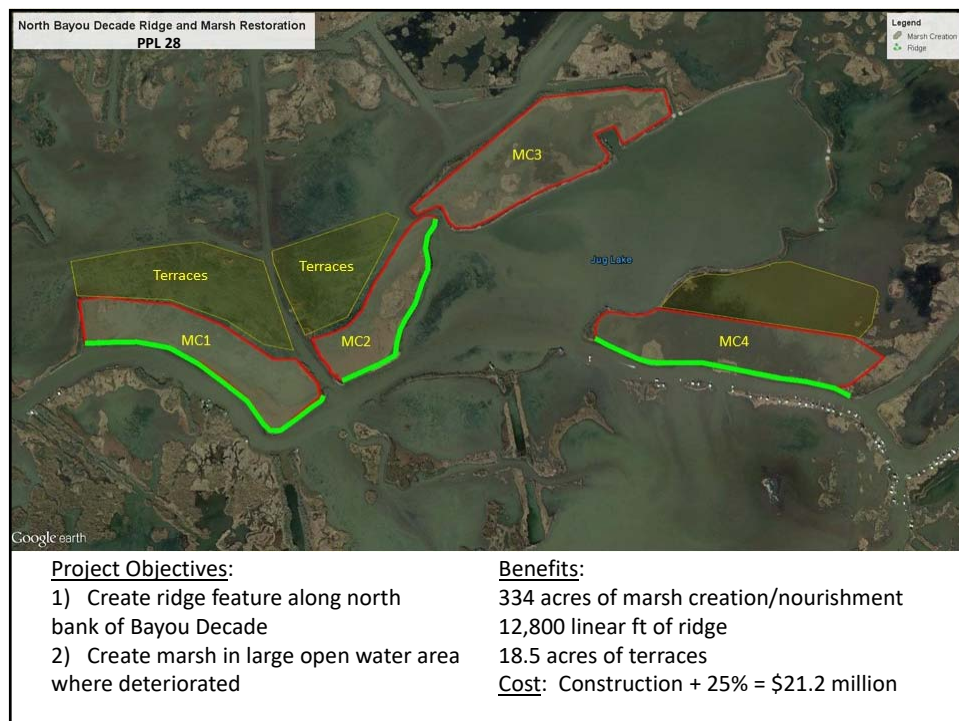 North Bayou Decade Ridge and Marsh Restoration
PPL 28
Legend
Marsh Creation
Ridge
MC3
Terraces
Terraces
Jug Lake
MC1
MC2
MC4
Google earth
Project Objectives:
1) Create ridge feature along north
bank of Bayou Decade
2) Create marsh in large open water area
where deteriorated
Benefits:
334 acres of marsh creation/nourishment
12,800 linear ft of ridge
18.5 acres of terraces
Cost: Construction + 25% = $21.2 million